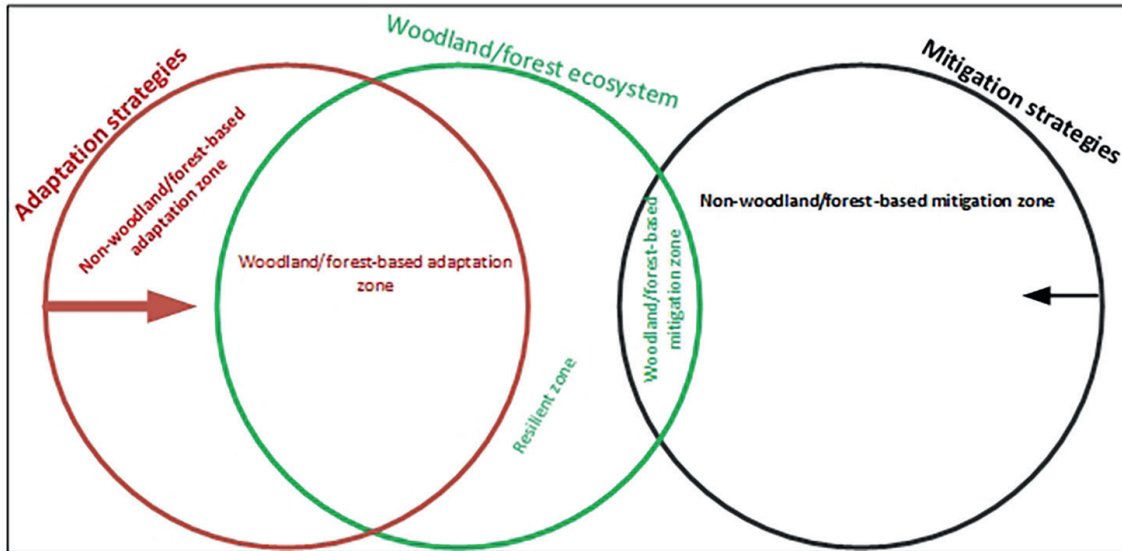 Adaptation strategies
Non-woodland/forest-based
adaptation zone
Woodland/forest ecosystem
Mitigation strategies
Woodland/forest-based adaptation
zone
Resilient zone
Woodland/forest-based
mitigation zone
Non-woodland/forest-based mitigation zone